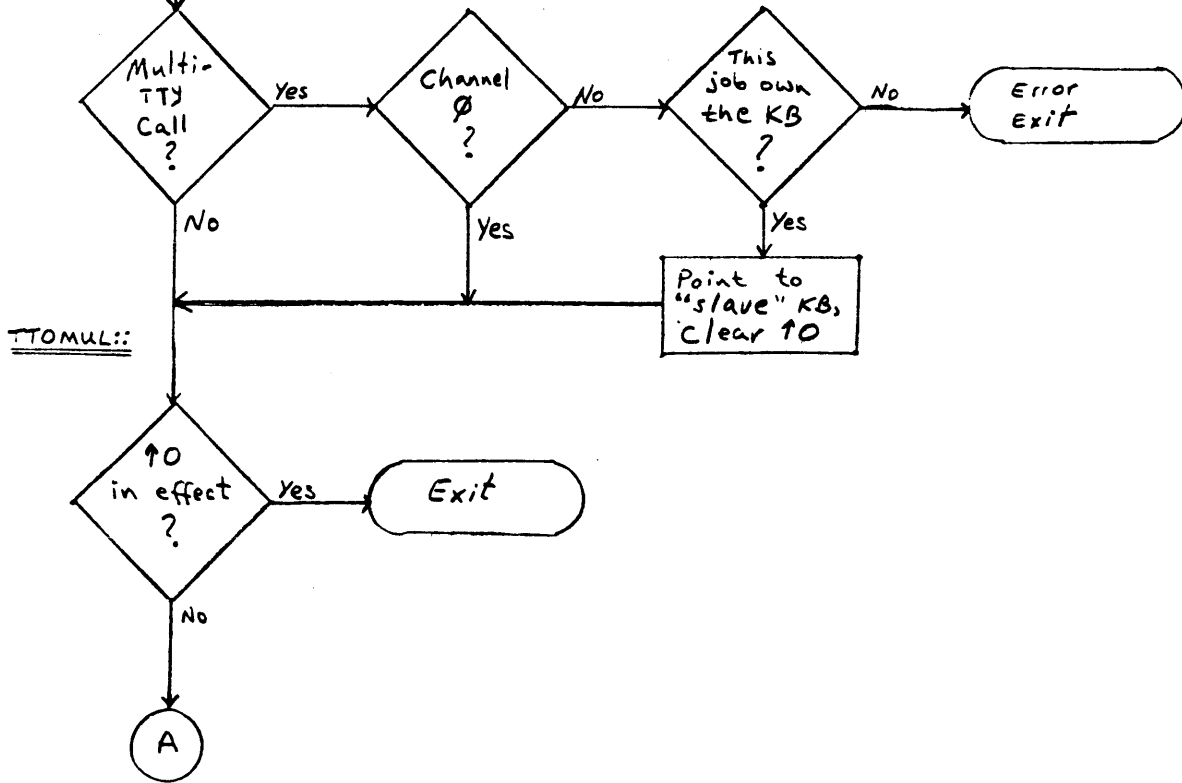 Multi-
TTY
Call
?
Yes
Channel
Ø
?
No
This
job own
the KB
?
No
Error
Exit
No
Yes
Yes
Point to
"slave" KB,
Clear ↑O
TTOMUL::
↑O
in effect
?
Yes
Exit
No
A